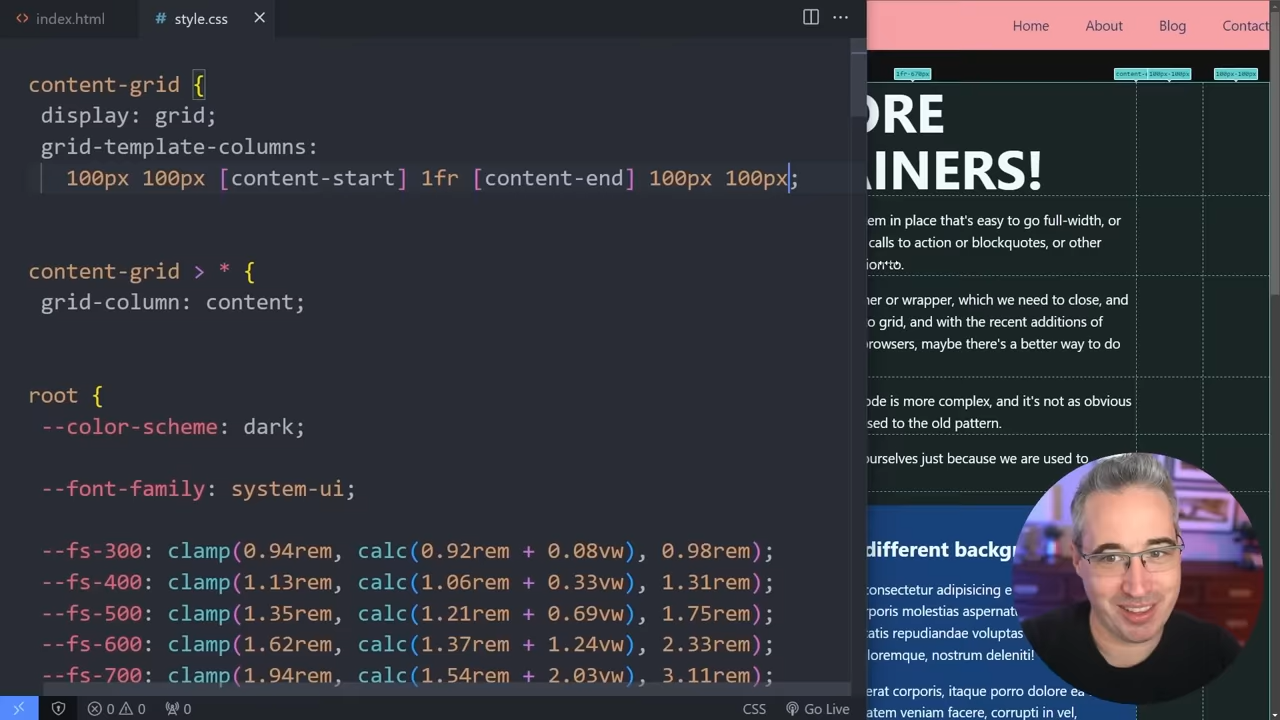 index.html
# style.css
content-grid {
display: grid;
grid-template-columns:
100px 100px [content-start] 1fr [content-end] 100px 100px;
content-grid > * {
grid-column: content;
root {
--color-scheme: dark;
--font-family: system-ui;
--fs-300: clamp(0.94rem, calc(0.92rem + 0.08vw), 0.98rem);
--fs-400: clamp(1.13rem, calc(1.06rem + 0.33vw), 1.31rem);
--fs-500: clamp(1.35rem, calc(1.21rem + 0.69vw), 1.75rem);
--fs-600: clamp(1.62rem, calc(1.37rem + 1.24vw), 2.33rem);
--fs-700: clamp(1.94rem, calc(1.54rem + 2.03vw), 3.11rem);
0 0 0 CSS Go Live
Home About Blog Contact
1fr·670px 100px·100px 100px·100px
ORE
AINERS!
em in place that's easy to go full-width, or
calls to action or blockquotes, or other
to.
ner or wrapper, which we need to close, and
o grid, and with the recent additions of
rowsers, maybe there's a better way to do
ode is more complex, and it's not as obvious
sed to the old pattern.
ourselves just because we are used to
different backg
consectetur adipisicing e
rporis molestias aspernat
tatis repudiandae voluptas
loremque, nostrum deleniti!
erat corporis, itaque porro dolore ea
tatem veniam facere, corrupti in vel,